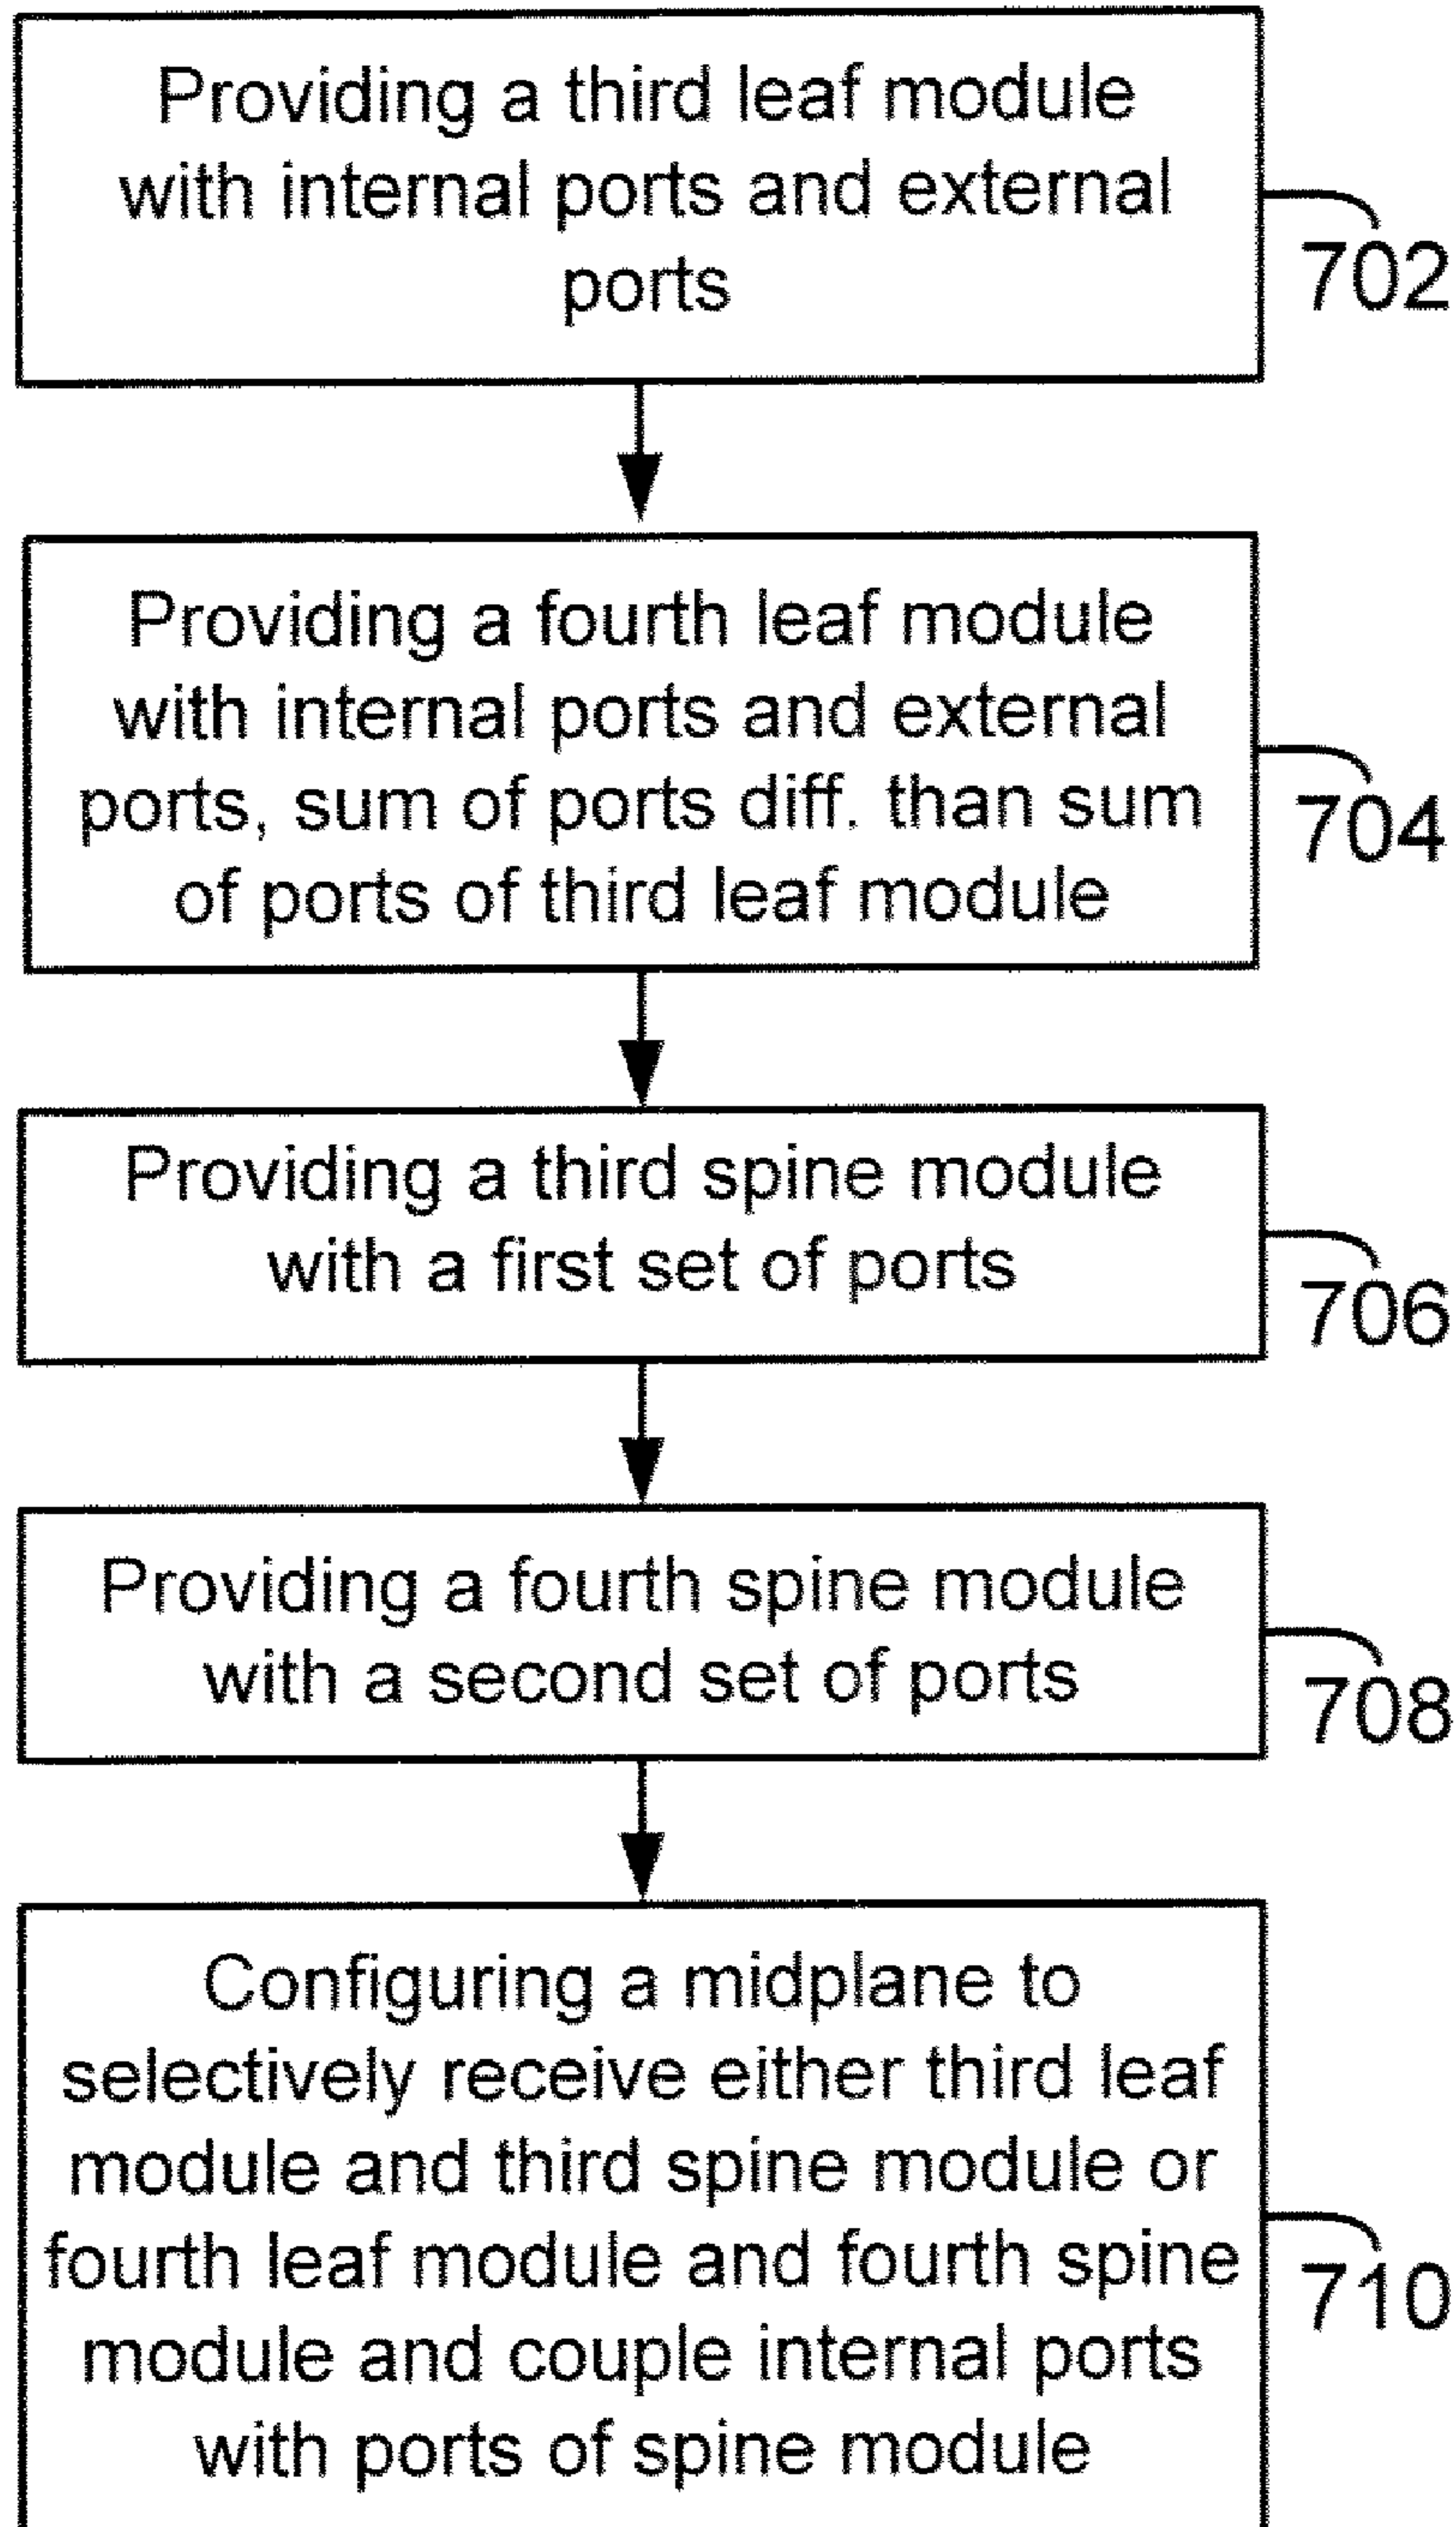 Providing a third leaf module
with internal ports and external
ports
702
Providing a fourth leaf module
with internal ports and external
ports, sum of ports diff. than sum
of ports of third leaf module
704
Providing a third spine module
with a first set of ports
706
Providing a fourth spine module
with a second set of ports
708
Configuring a midplane to
selectively receive either third leaf
module and third spine module or
fourth leaf module and fourth spine
module and couple internal ports
with ports of spine module
710